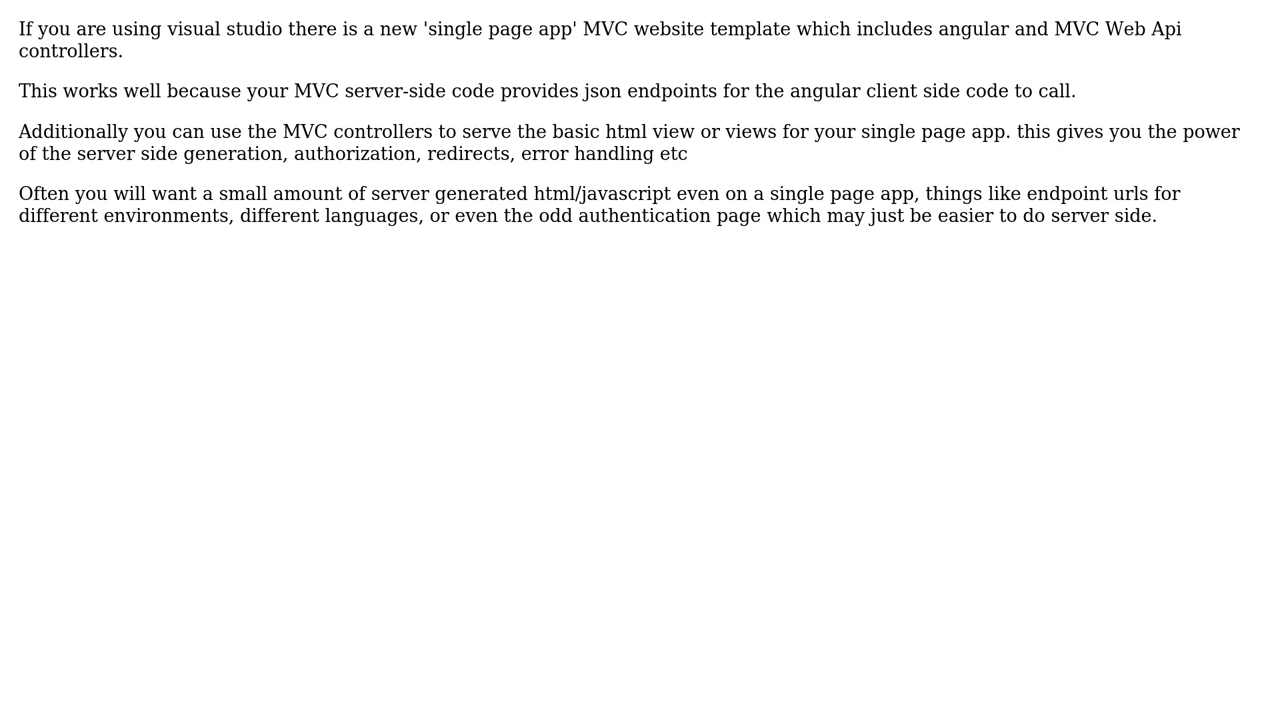 If you are using visual studio there is a new 'single page app' MVC website template which includes angular and MVC Web Api
controllers.
This works well because your MVC server-side code provides json endpoints for the angular client side code to call.
Additionally you can use the MVC controllers to serve the basic html view or views for your single page app. this gives you the power
of the server side generation, authorization, redirects, error handling etc
Often you will want a small amount of server generated html/javascript even on a single page app, things like endpoint urls for
different environments, different languages, or even the odd authentication page which may just be easier to do server side.